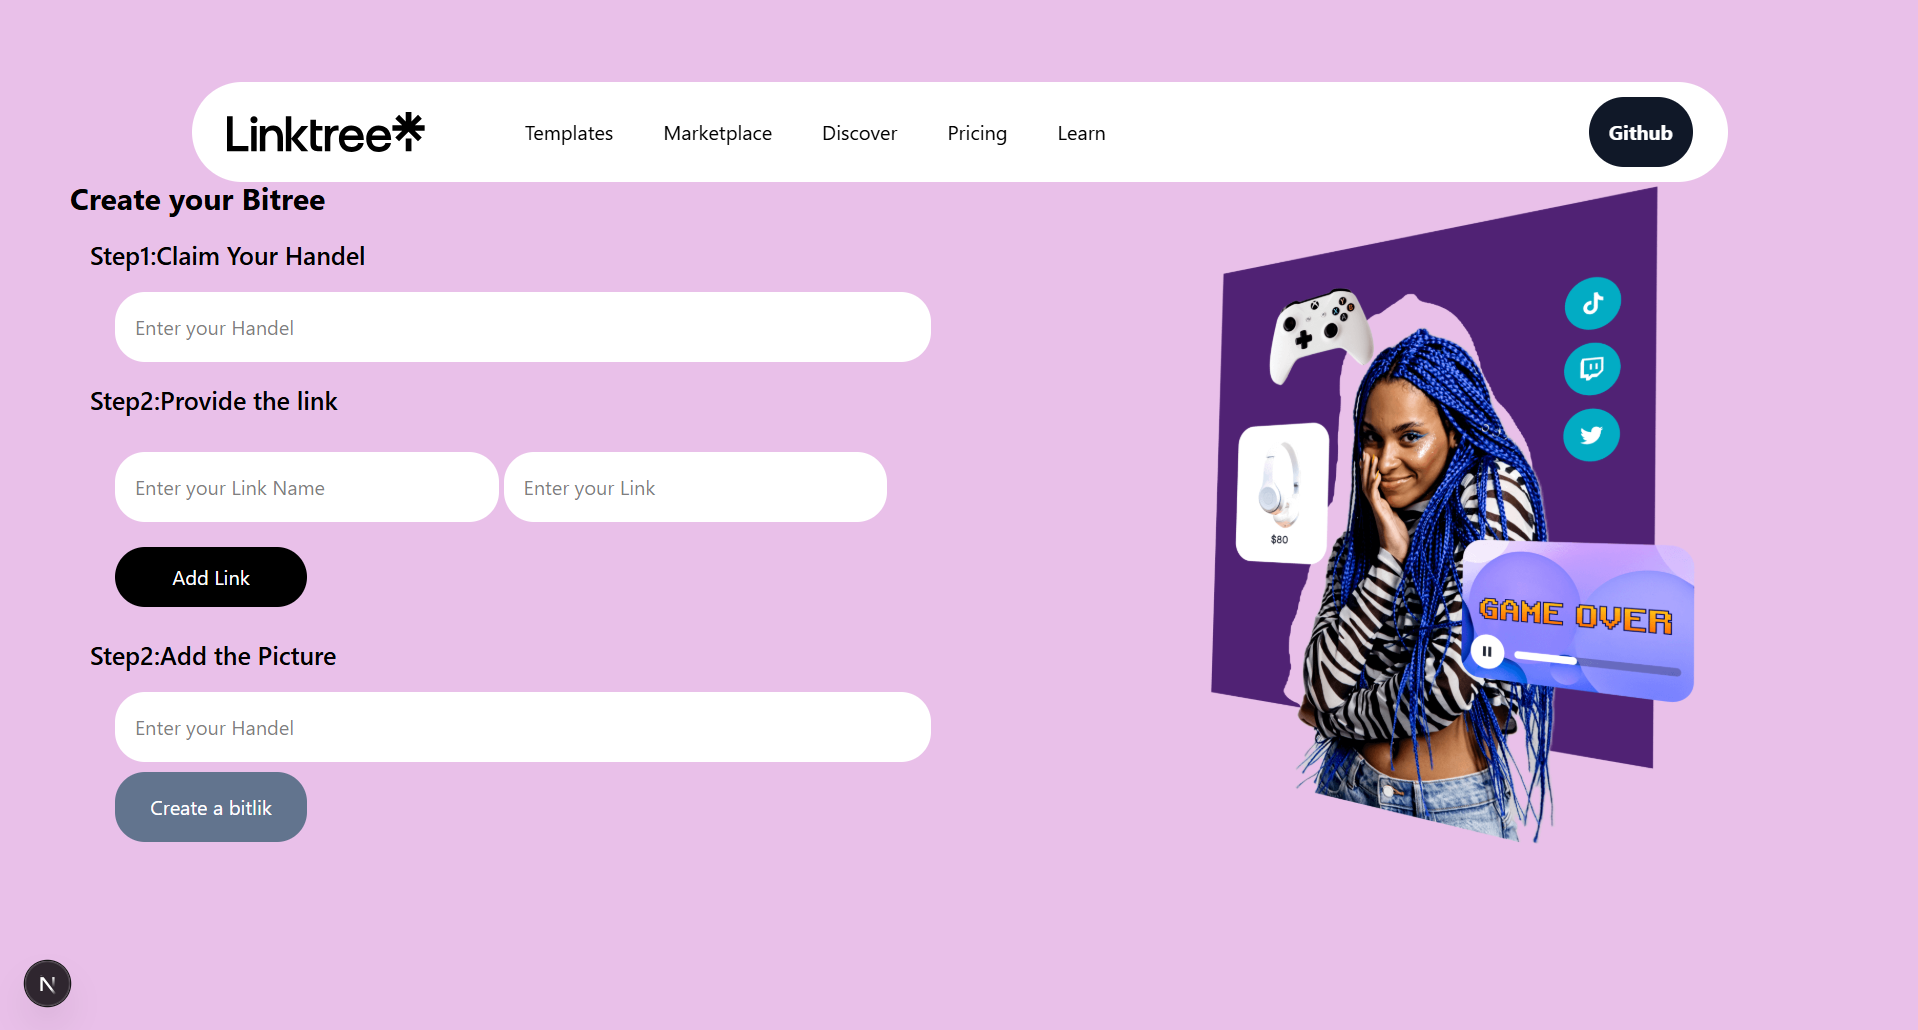 Linktree
Templates Marketplace Discover Pricing Learn
Github
Create your Bitree
Step1:Claim Your Handel
Enter your Handel
Step2:Provide the link
Enter your Link Name Enter your Link
Add Link
Step2:Add the Picture
Enter your Handel
Create a bitlik
$80
GAME OVER
N